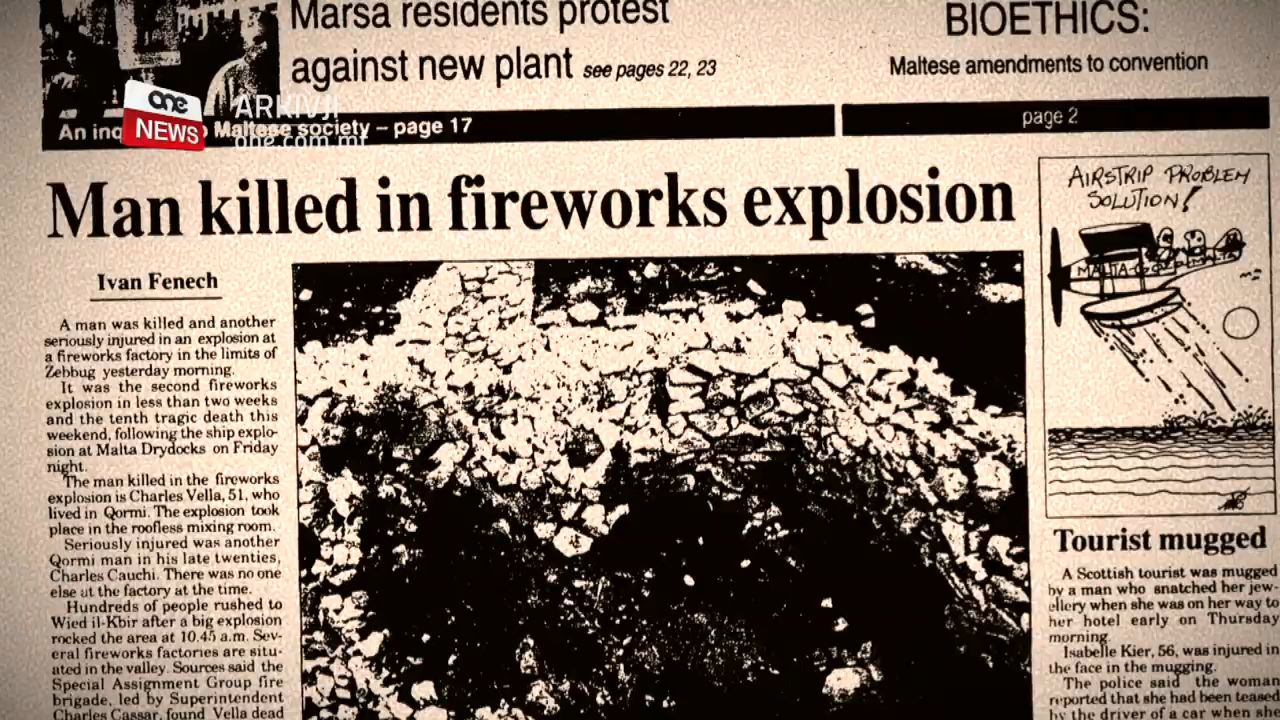 Marsa residents protest
against new plant see pages 22, 23
BIOETHICS:
Maltese amendments to convention
one
NEWS
ARKIVJI
one.com.mt
An Maltese society – page 17
page 2
Man killed in fireworks explosion
Ivan Fenech
A man was killed and another
seriously injured in an explosion at
a fireworks factory in the limits of
Zebbug yesterday morning.
It was the second fireworks
explosion in less than two weeks
and the tenth tragic death this
weekend, following the ship explo-
sion at Malta Drydocks on Friday
night.
The man killed in the fireworks
explosion is Charles Vella, 51, who
lived in Qormi. The explosion took
place in the roofless mixing room.
Seriously injured was another
Qormi man in his late twenties,
Charles Cauchi. There was no one
else at the factory at the time.
Hundreds of people rushed to
Wied il-Kbir after a big explosion
rocked the area at 10.45 a.m. Sev-
eral fireworks factories are situ-
ated in the valley. Sources said the
Special Assignment Group fire
brigade, led by Superintendent
Charles Cassar, found Vella dead
AIRSTRIP PROBLEM
SOLUTION!
Tourist mugged
A Scottish tourist was mugged
by a man who snatched her jew-
ellery when she was on her way to
her hotel early on Thursday
morning.
Isabelle Kier, 56, was injured in
the face in the mugging.
The police said the woman
reported that she had been teased
by the driver of a car when she